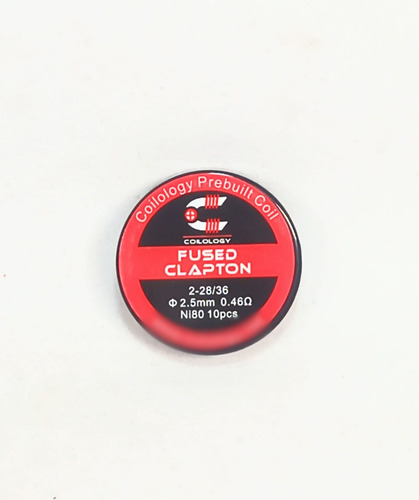 Coilology Prebuilt Coil
COILOLOGY
FUSED
CLAPTON
2-28/36
Φ 2.5mm 0.46Ω
Ni80 10pcs